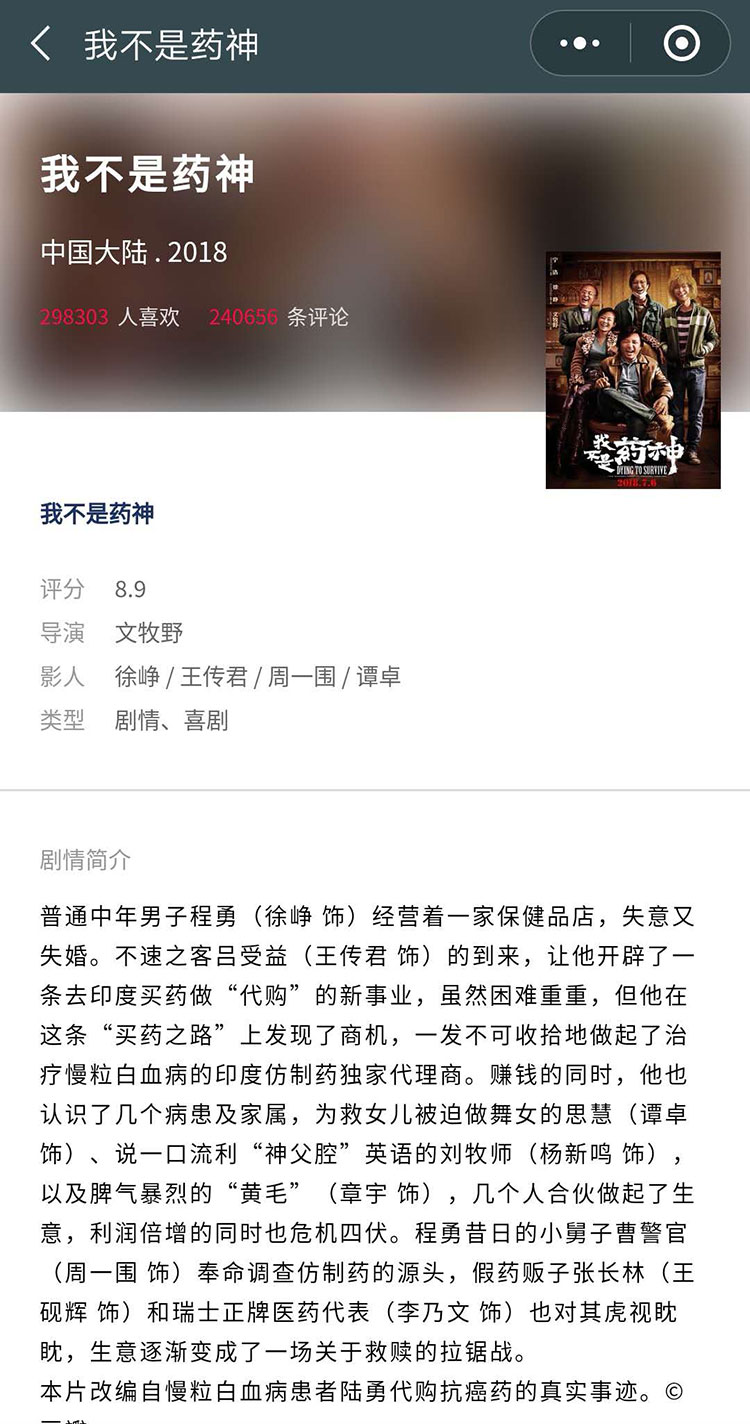 我不是药神
我不是药神
中国大陆 . 2018
298303 人喜欢 240656 条评论
宁浩
徐峥
文牧野
我不是药神
DYING TO SURVIVE
2018.7.6
我不是药神
评分 8.9
导演 文牧野
影人 徐峥 / 王传君 / 周一围 / 谭卓
类型 剧情、喜剧
剧情简介
普通中年男子程勇（徐峥 饰）经营着一家保健品店，失意又
失婚。不速之客吕受益（王传君 饰）的到来，让他开辟了一
条去印度买药做“代购”的新事业，虽然困难重重，但他在
这条“买药之路”上发现了商机，一发不可收拾地做起了治
疗慢粒白血病的印度仿制药独家代理商。赚钱的同时，他也
认识了几个病患及家属，为救女儿被迫做舞女的思慧（谭卓
饰）、说一口流利“神父腔”英语的刘牧师（杨新鸣 饰），
以及脾气暴烈的“黄毛”（章宇 饰），几个人合伙做起了生
意，利润倍增的同时也危机四伏。程勇昔日的小舅子曹警官
（周一围 饰）奉命调查仿制药的源头，假药贩子张长林（王
砚辉 饰）和瑞士正牌医药代表（李乃文 饰）也对其虎视眈
眈，生意逐渐变成了一场关于救赎的拉锯战。
本片改编自慢粒白血病患者陆勇代购抗癌药的真实事迹。©